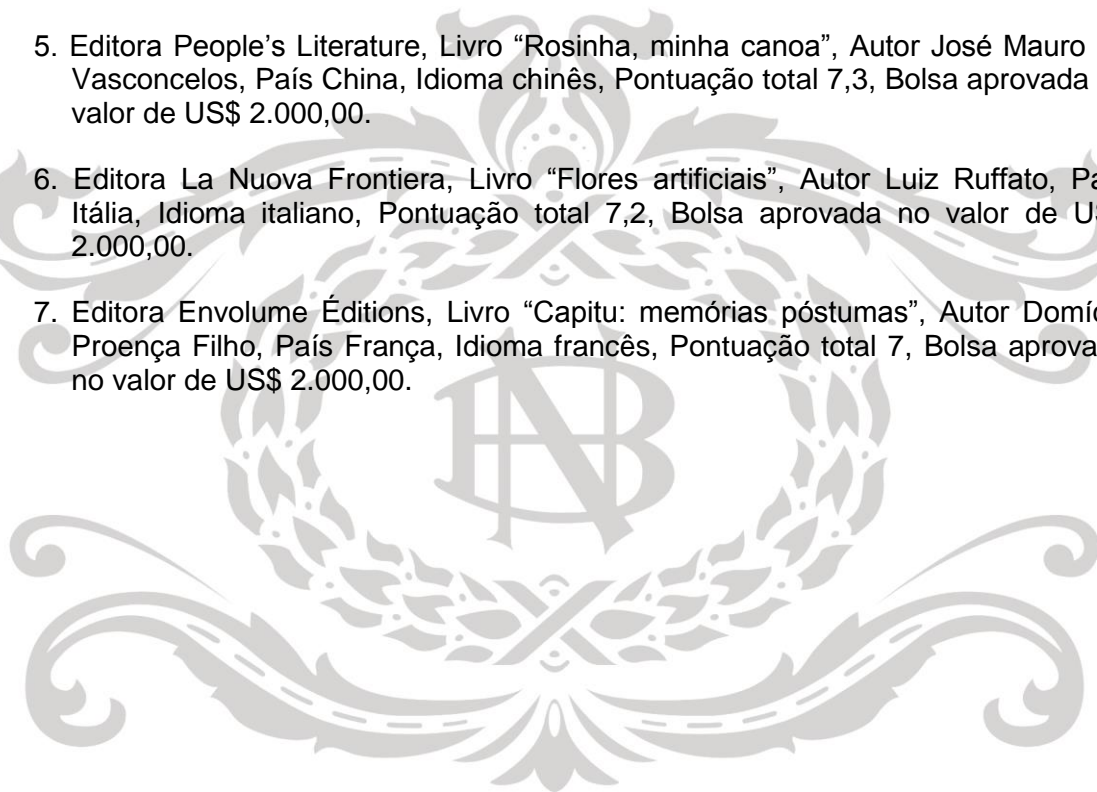 5. Editora People’s Literature, Livro “Rosinha, minha canoa”, Autor José Mauro
Vasconcelos, País China, Idioma chinês, Pontuação total 7,3, Bolsa aprovada
valor de US$ 2.000,00.
6. Editora La Nuova Frontiera, Livro “Flores artificiais”, Autor Luiz Ruffato,
Itália, Idioma italiano, Pontuação total 7,2, Bolsa aprovada no valor de
2.000,00.
7. Editora Envolume Éditions, Livro “Capitu: memórias póstumas”, Autor
Proença Filho, País França, Idioma francês, Pontuação total 7, Bolsa
no valor de US$ 2.000,00.